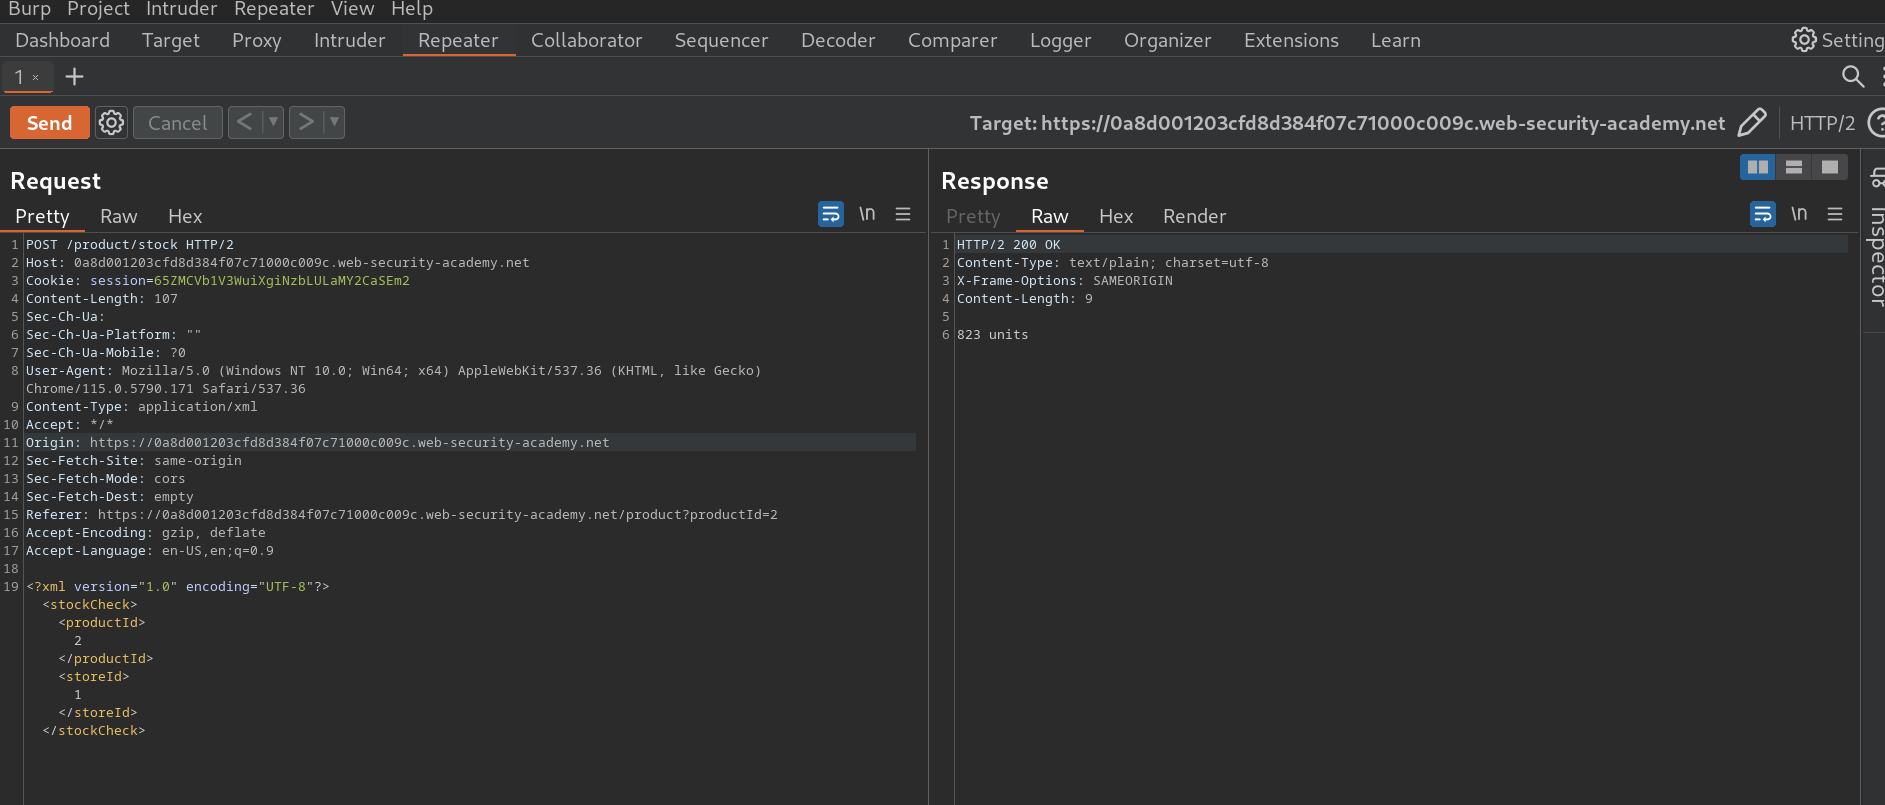 Burp Project Intruder Repeater View Help
Dashboard Target Proxy Intruder Repeater Collaborator Sequencer Decoder Comparer Logger Organizer Extensions Learn Setting
1 × +
Send Cancel < > Target: https://0a8d001203cfd8d384f07c71000c009c.web-security-academy.net HTTP/2 ?
Request
Pretty Raw Hex \n
1 POST /product/stock HTTP/2
2 Host: 0a8d001203cfd8d384f07c71000c009c.web-security-academy.net
3 Cookie: session=65ZMCVb1V3WuiXgiNzbLULaMY2CaSEm2
4 Content-Length: 107
5 Sec-Ch-Ua:
6 Sec-Ch-Ua-Platform: ""
7 Sec-Ch-Ua-Mobile: ?0
8 User-Agent: Mozilla/5.0 (Windows NT 10.0; Win64; x64) AppleWebKit/537.36 (KHTML, like Gecko)
Chrome/115.0.5790.171 Safari/537.36
9 Content-Type: application/xml
10 Accept: */*
11 Origin: https://0a8d001203cfd8d384f07c71000c009c.web-security-academy.net
12 Sec-Fetch-Site: same-origin
13 Sec-Fetch-Mode: cors
14 Sec-Fetch-Dest: empty
15 Referer: https://0a8d001203cfd8d384f07c71000c009c.web-security-academy.net/product?productId=2
16 Accept-Encoding: gzip, deflate
17 Accept-Language: en-US,en;q=0.9
18
19 <?xml version="1.0" encoding="UTF-8"?>
<stockCheck>
<productId>
2
</productId>
<storeId>
1
</storeId>
</stockCheck>
Response
Pretty Raw Hex Render \n
1 HTTP/2 200 OK
2 Content-Type: text/plain; charset=utf-8
3 X-Frame-Options: SAMEORIGIN
4 Content-Length: 9
5
6 823 units
Inspector